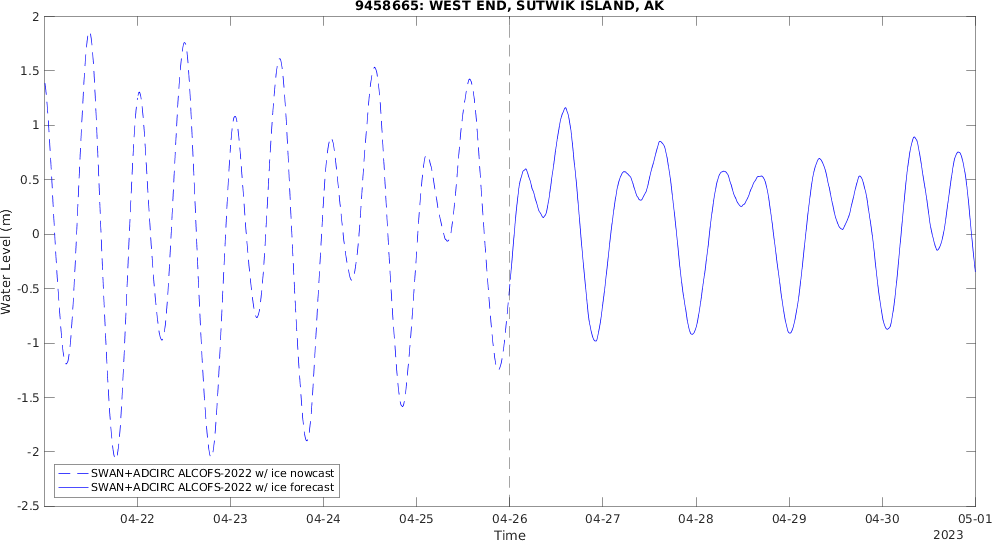 9458665: WEST END, SUTWIK ISLAND, AK
Water Level (m)
2
1.5
1
0.5
0
-0.5
-1
-1.5
-2
-2.5
SWAN+ADCIRC ALCOFS-2022 w/ ice nowcast
SWAN+ADCIRC ALCOFS-2022 w/ ice forecast
04-22 04-23 04-24 04-25 04-26 04-27 04-28 04-29 04-30 05-01
Time
2023